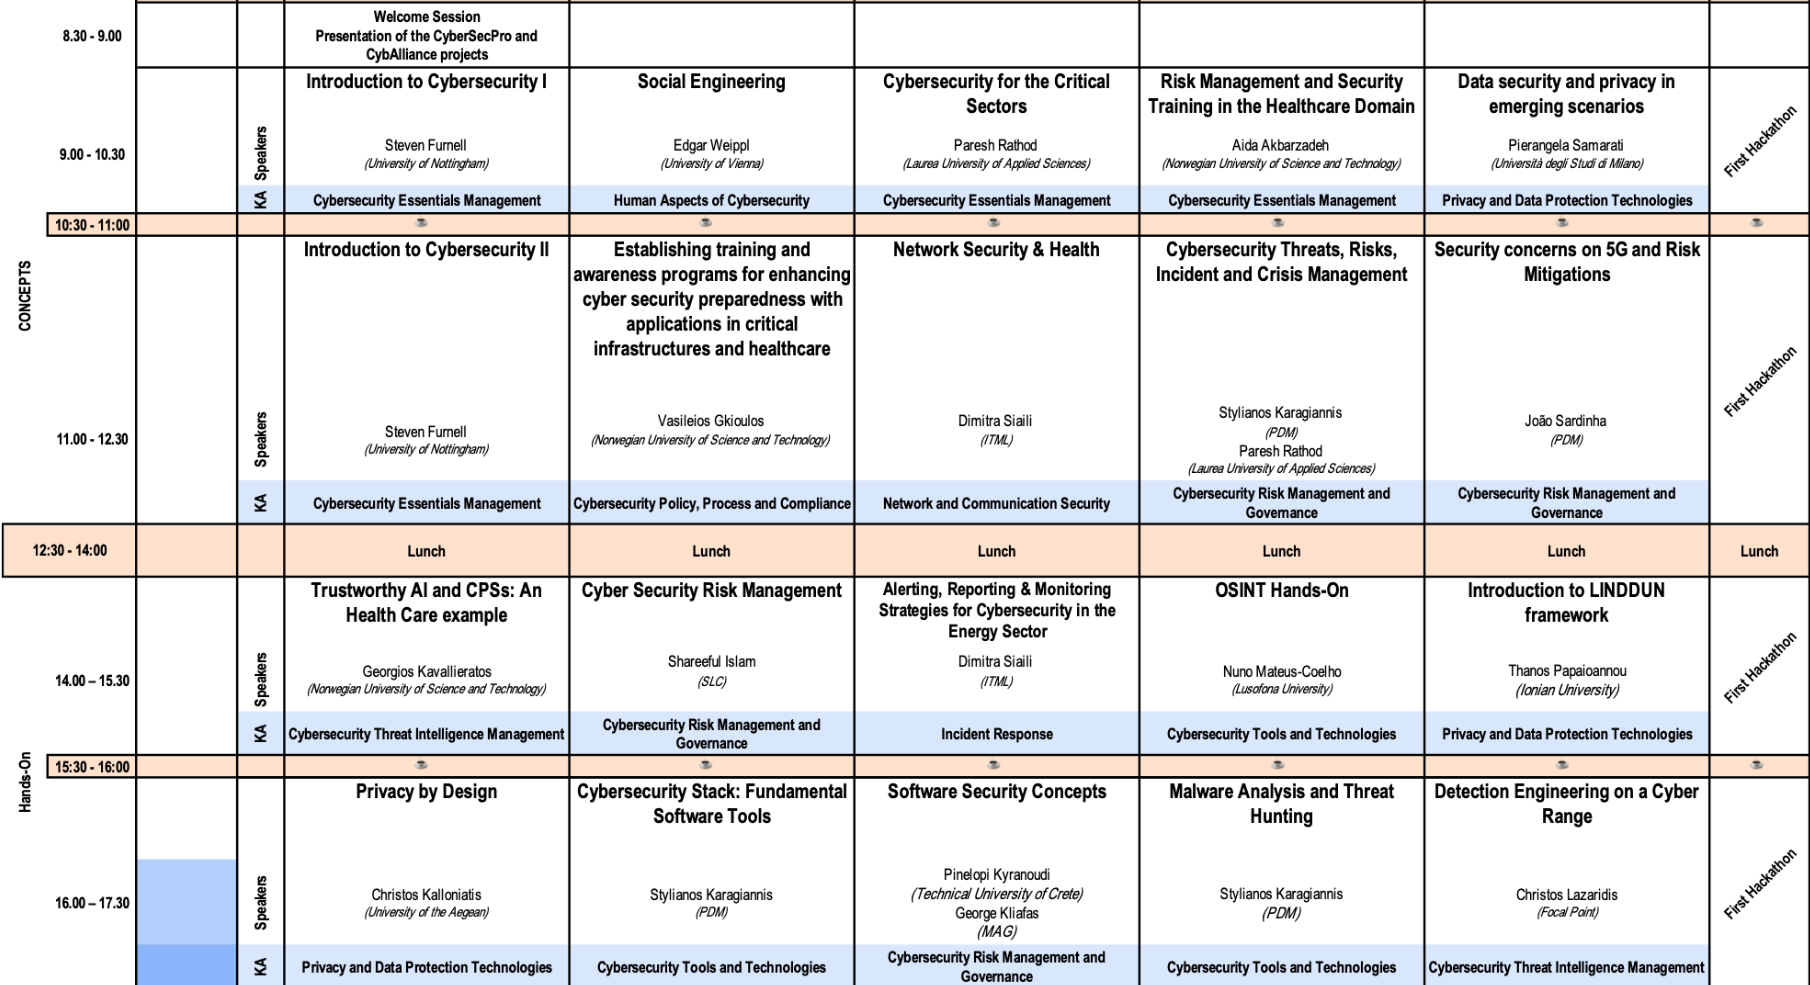 8.30 - 9.00
Welcome Session
Presentation of the CyberSecPro and
CybAlliance projects
CONCEPTS
9.00 - 10.30
Speakers
Introduction to Cybersecurity I
Steven Furnell
(University of Nottingham)
Social Engineering
Edgar Weippl
(University of Vienna)
Cybersecurity for the Critical
Sectors
Paresh Rathod
(Laurea University of Applied Sciences)
Risk Management and Security
Training in the Healthcare Domain
Aida Akbarzadeh
(Norwegian University of Science and Technology)
Data security and privacy in
emerging scenarios
Pierangela Samarati
(Università degli Studi di Milano)
First Hackathon
KA
Cybersecurity Essentials Management
Human Aspects of Cybersecurity
Cybersecurity Essentials Management
Cybersecurity Essentials Management
Privacy and Data Protection Technologies
10:30 - 11:00
11.00 - 12.30
Speakers
Introduction to Cybersecurity II
Steven Furnell
(University of Nottingham)
Establishing training and
awareness programs for enhancing
cyber security preparedness with
applications in critical
infrastructures and healthcare
Vasileios Gkioulos
(Norwegian University of Science and Technology)
Network Security & Health
Dimitra Siaili
(ITML)
Cybersecurity Threats, Risks,
Incident and Crisis Management
Stylianos Karagiannis
(PDM)
Paresh Rathod
(Laurea University of Applied Sciences)
Security concerns on 5G and Risk
Mitigations
João Sardinha
(PDM)
First Hackathon
KA
Cybersecurity Essentials Management
Cybersecurity Policy, Process and Compliance
Network and Communication Security
Cybersecurity Risk Management and
Governance
Cybersecurity Risk Management and
Governance
12:30 - 14:00
Lunch
Lunch
Lunch
Lunch
Lunch
Lunch
Hands-On
14.00 – 15.30
Speakers
Trustworthy AI and CPSs: An
Health Care example
Georgios Kavallieratos
(Norwegian University of Science and Technology)
Cyber Security Risk Management
Shareeful Islam
(SLC)
Alerting, Reporting & Monitoring
Strategies for Cybersecurity in the
Energy Sector
Dimitra Siaili
(ITML)
OSINT Hands-On
Nuno Mateus-Coelho
(Lusofona University)
Introduction to LINDDUN
framework
Thanos Papaioannou
(Ionian University)
First Hackathon
KA
Cybersecurity Threat Intelligence Management
Cybersecurity Risk Management and
Governance
Incident Response
Cybersecurity Tools and Technologies
Privacy and Data Protection Technologies
15:30 - 16:00
16.00 – 17.30
Speakers
Privacy by Design
Christos Kalloniatis
(University of the Aegean)
Cybersecurity Stack: Fundamental
Software Tools
Stylianos Karagiannis
(PDM)
Software Security Concepts
Pinelopi Kyranoudi
(Technical University of Crete)
George Kliafas
(MAG)
Malware Analysis and Threat
Hunting
Stylianos Karagiannis
(PDM)
Detection Engineering on a Cyber
Range
Christos Lazaridis
(Focal Point)
First Hackathon
KA
Privacy and Data Protection Technologies
Cybersecurity Tools and Technologies
Cybersecurity Risk Management and
Governance
Cybersecurity Tools and Technologies
Cybersecurity Threat Intelligence Management